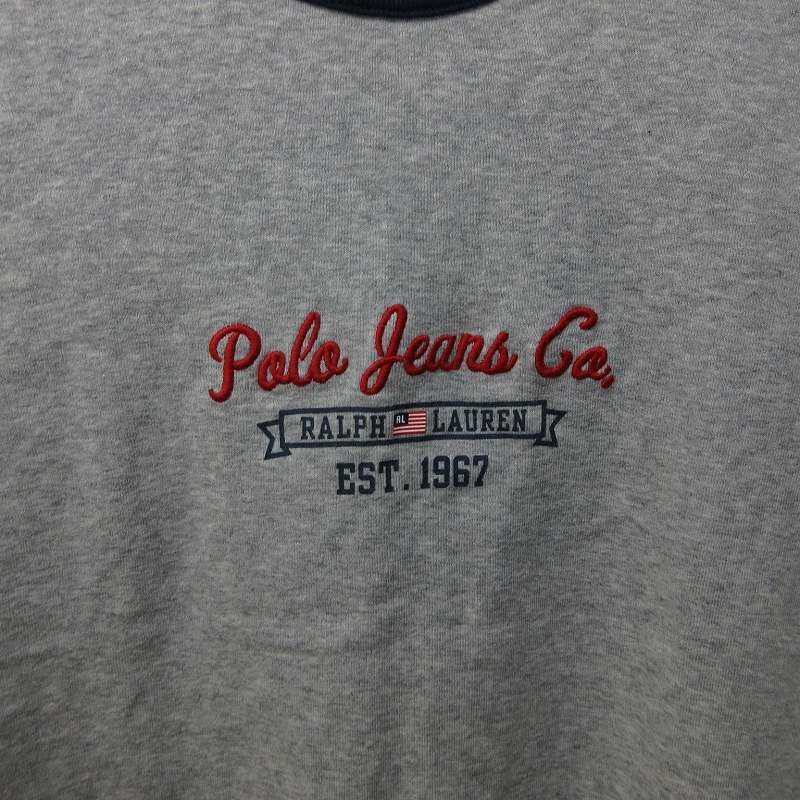 Polo Jeans Co.
RALPH RL LAUREN
EST. 1967